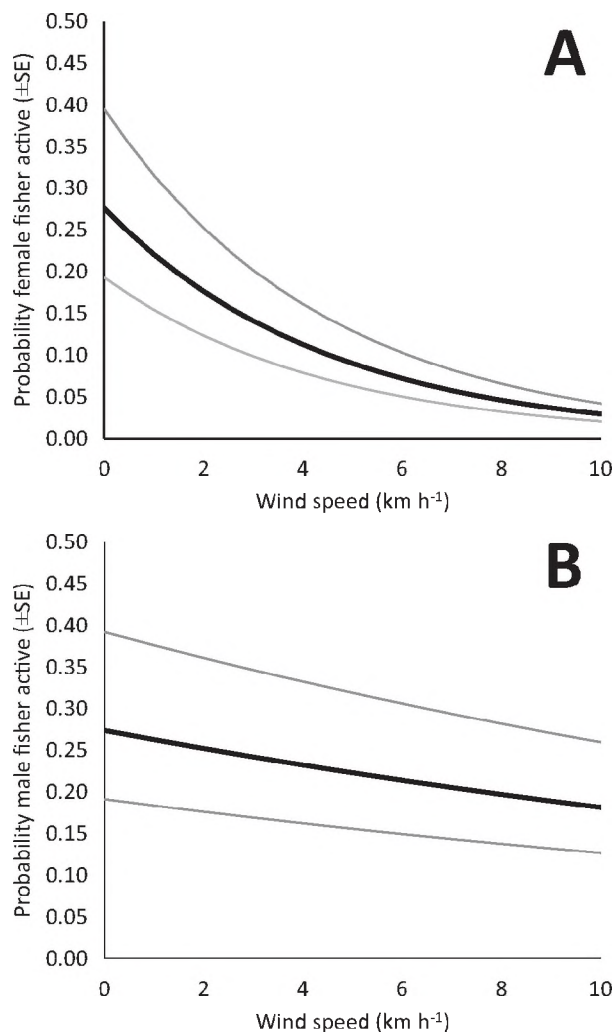 A
Probability female fisher active (±SE)
0.50
0.45
0.40
0.35
0.30
0.25
0.20
0.15
0.10
0.05
0.00
0 2 4 6 8 10
Wind speed (km h⁻¹)
B
Probability male fisher active (±SE)
0.50
0.45
0.40
0.35
0.30
0.25
0.20
0.15
0.10
0.05
0.00
0 2 4 6 8 10
Wind speed (km h⁻¹)